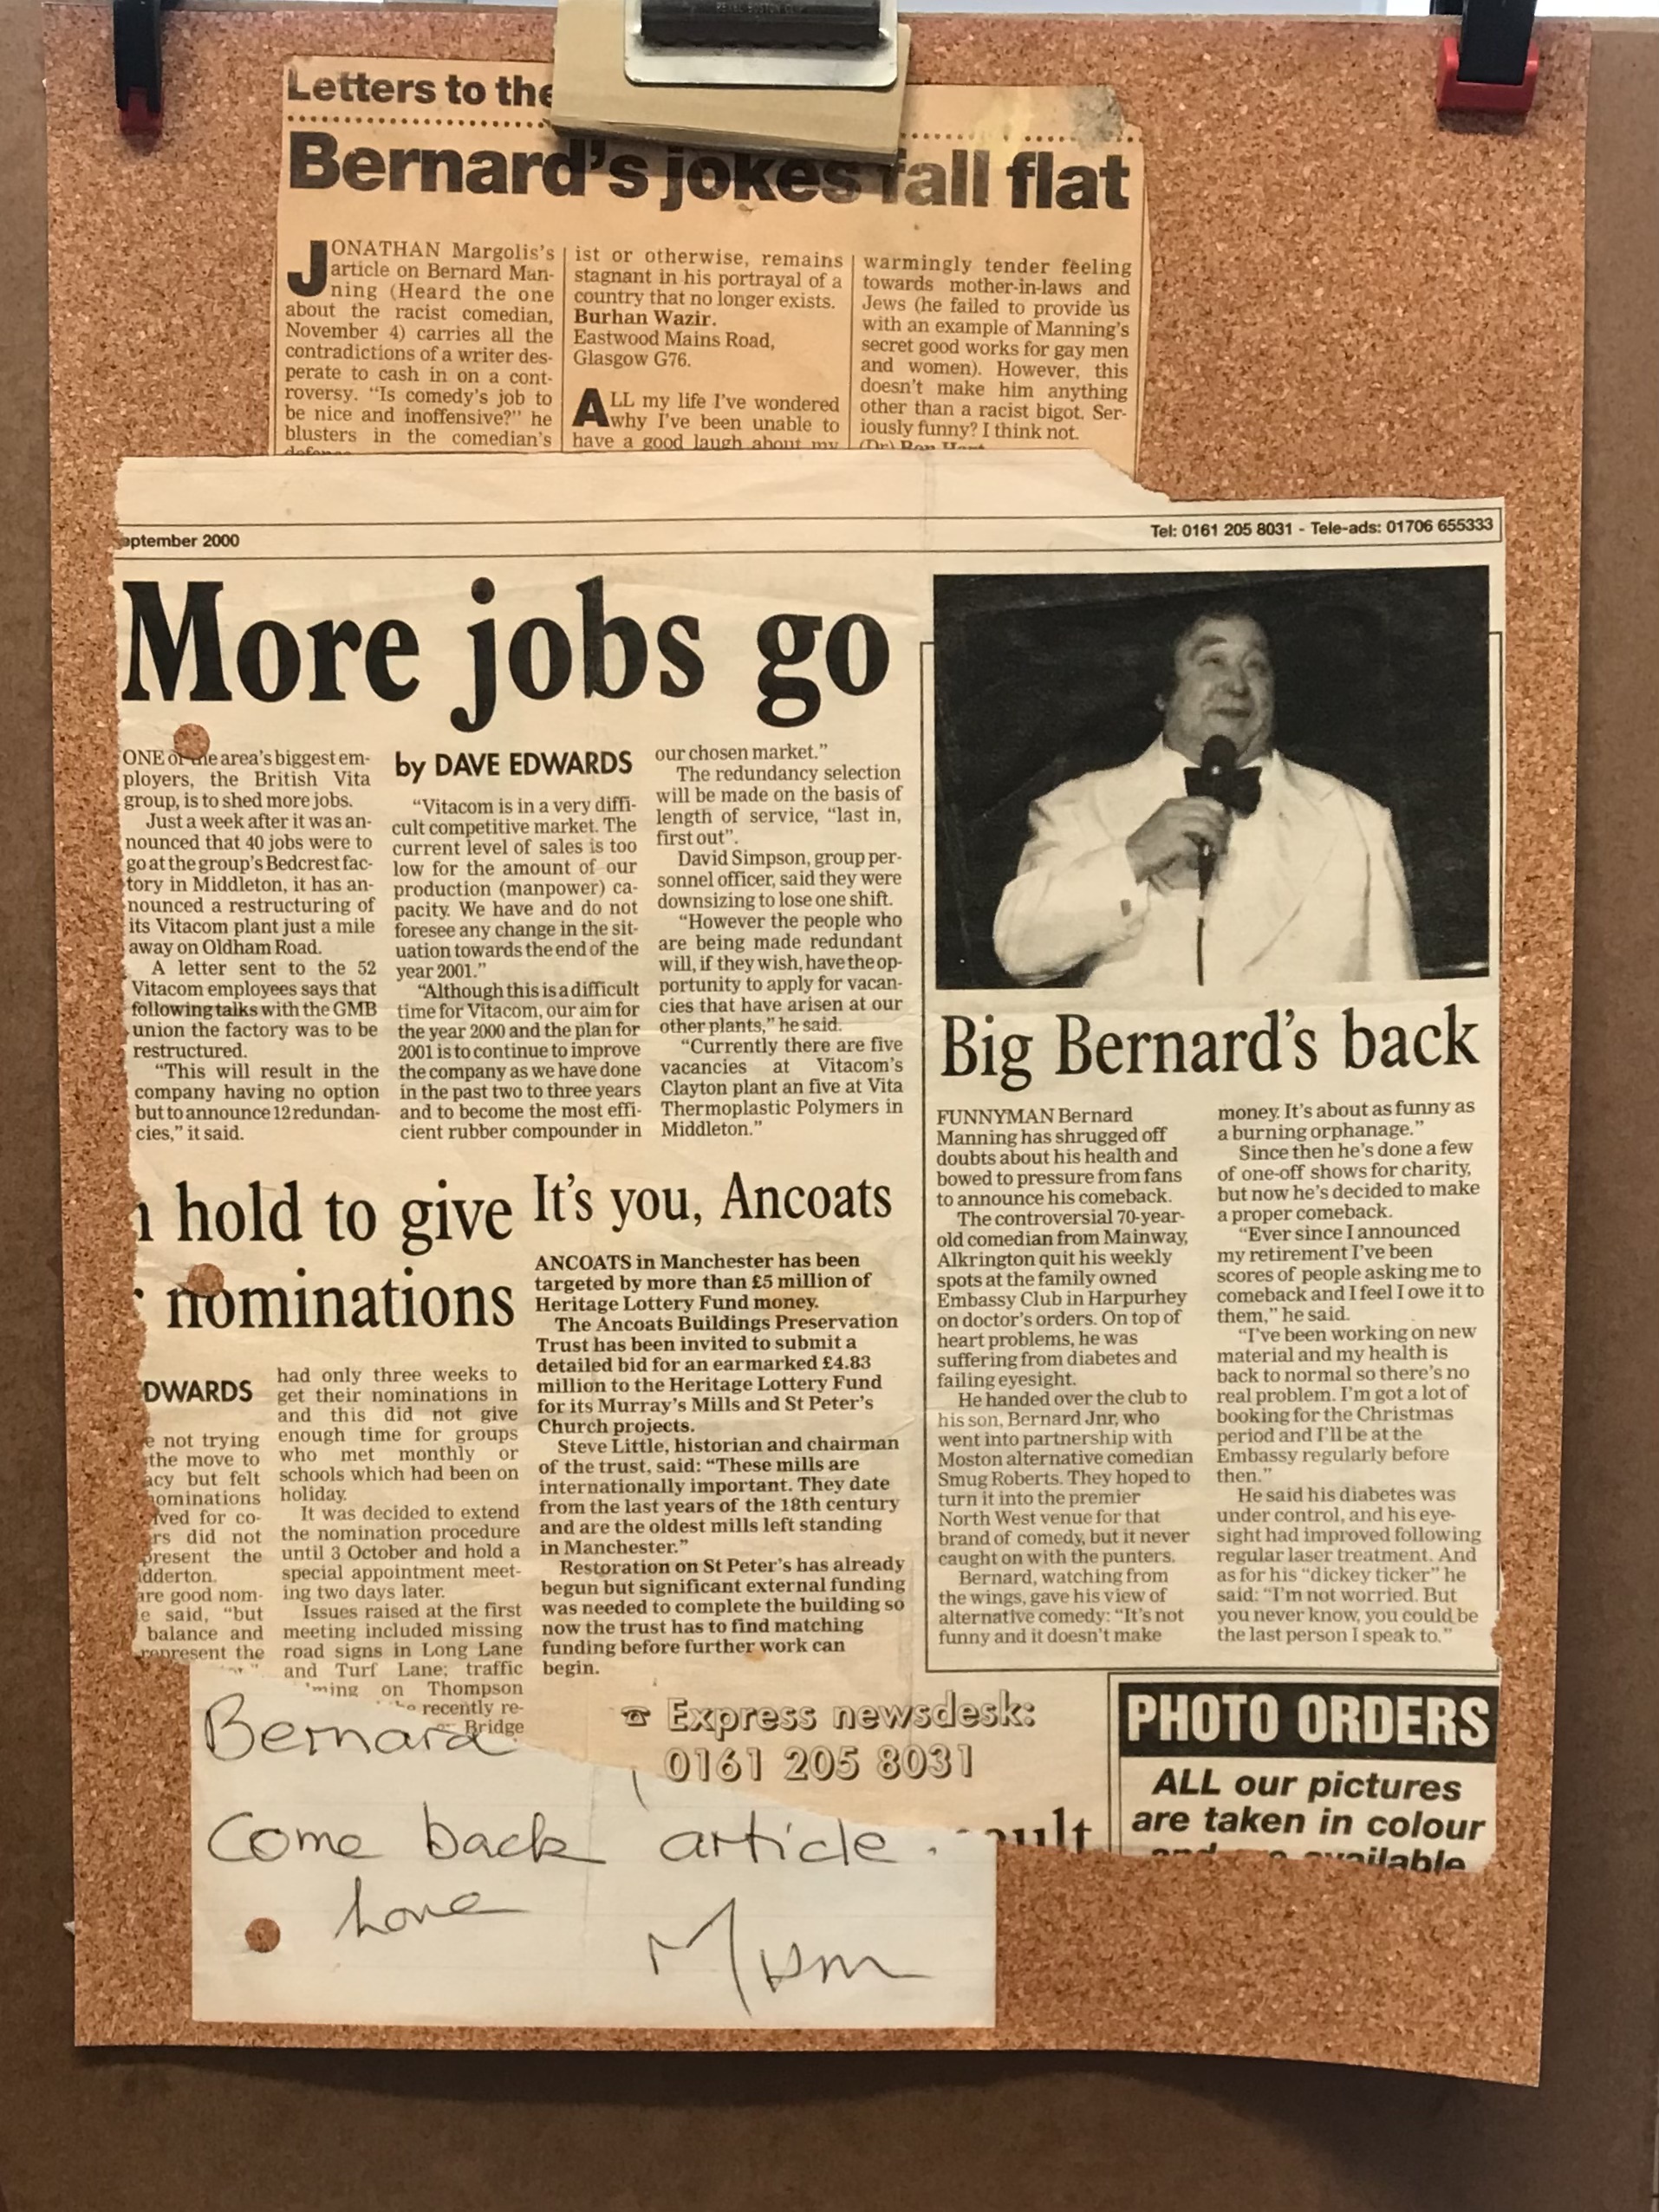 Letters to the
Bernard's jokes fall flat
JONATHAN Margolis's
article on Bernard Man-
ning (Heard the one
about the racist comedian,
November 4) carries all the
contradictions of a writer des-
perate to cash in on a cont-
roversy. "Is comedy's job to
be nice and inoffensive?" he
blusters in the comedian's
ist or otherwise, remains
stagnant in his portrayal of a
country that no longer exists.
Burhan Wazir.
Eastwood Mains Road,
Glasgow G76.
ALL my life I've wondered
why I've been unable to
have a good laugh about my
warmingly tender feeling
towards mother-in-laws and
Jews (he failed to provide us
with an example of Manning's
secret good works for gay men
and women). However, this
doesn't make him anything
other than a racist bigot. Ser-
iously funny? I think not.
(Dr) Ron Hart
eptember 2000
Tel: 0161 205 8031 - Tele-ads: 01706 655333
More jobs go
ONE of the area's biggest em-
ployers, the British Vita
group, is to shed more jobs.
Just a week after it was an-
nounced that 40 jobs were to
go at the group's Bedcrest fac-
tory in Middleton, it has an-
nounced a restructuring of
its Vitacom plant just a mile
away on Oldham Road.
A letter sent to the 52
Vitacom employees says that
following talks with the GMB
union the factory was to be
restructured.
"This will result in the
company having no option
but to announce 12 redundan-
cies," it said.
by DAVE EDWARDS
"Vitacom is in a very diffi-
cult competitive market. The
current level of sales is too
low for the amount of our
production (manpower) ca-
pacity. We have and do not
foresee any change in the sit-
uation towards the end of the
year 2001."
"Although this is a difficult
time for Vitacom, our aim for
the year 2000 and the plan for
2001 is to continue to improve
the company as we have done
in the past two to three years
and to become the most effi-
cient rubber compounder in
our chosen market."
The redundancy selection
will be made on the basis of
length of service, "last in,
first out".
David Simpson, group per-
sonnel officer, said they were
downsizing to lose one shift.
"However the people who
are being made redundant
will, if they wish, have the op-
portunity to apply for vacan-
cies that have arisen at our
other plants," he said.
"Currently there are five
vacancies at Vitacom's
Clayton plant an five at Vita
Thermoplastic Polymers in
Middleton."
hold to give
nominations
DWARDS
e not trying
the move to
acy but felt
ominations
lved for co-
rs did not
present the
dderton.
are good nom-
e said, "but
balance and
represent the
had only three weeks to
get their nominations in
and this did not give
enough time for groups
who met monthly or
schools which had been on
holiday.
It was decided to extend
the nomination procedure
until 3 October and hold a
special appointment meet-
ing two days later.
Issues raised at the first
meeting included missing
road signs in Long Lane
and Turf Lane; traffic
ming on Thompson
recently re-
Bridge
It's you, Ancoats
ANCOATS in Manchester has been
targeted by more than £5 million of
Heritage Lottery Fund money.
The Ancoats Buildings Preservation
Trust has been invited to submit a
detailed bid for an earmarked £4.83
million to the Heritage Lottery Fund
for its Murray's Mills and St Peter's
Church projects.
Steve Little, historian and chairman
of the trust, said: "These mills are
internationally important. They date
from the last years of the 18th century
and are the oldest mills left standing
in Manchester."
Restoration on St Peter's has already
begun but significant external funding
was needed to complete the building so
now the trust has to find matching
funding before further work can
begin.
Big Bernard's back
FUNNYMAN Bernard
Manning has shrugged off
doubts about his health and
bowed to pressure from fans
to announce his comeback.
The controversial 70-year-
old comedian from Mainway,
Alkrington quit his weekly
spots at the family owned
Embassy Club in Harpurhey
on doctor's orders. On top of
heart problems, he was
suffering from diabetes and
failing eyesight.
He handed over the club to
his son, Bernard Jnr, who
went into partnership with
Moston alternative comedian
Smug Roberts. They hoped to
turn it into the premier
North West venue for that
brand of comedy, but it never
caught on with the punters.
Bernard, watching from
the wings, gave his view of
alternative comedy: "It's not
funny and it doesn't make
money. It's about as funny as
a burning orphanage."
Since then he's done a few
of one-off shows for charity,
but now he's decided to make
a proper comeback.
"Ever since I announced
my retirement I've been
scores of people asking me to
comeback and I feel I owe it to
them," he said.
"I've been working on new
material and my health is
back to normal so there's no
real problem. I'm got a lot of
booking for the Christmas
period and I'll be at the
Embassy regularly before
then."
He said his diabetes was
under control, and his eye-
sight had improved following
regular laser treatment. And
as for his "dickey ticker" he
said: "I'm not worried. But
you never know, you could be
the last person I speak to."
Express newsdesk:
0161 205 8031
PHOTO ORDERS
ALL our pictures
are taken in colour
available
ult
Bernard
Come back article.
Love
Mum